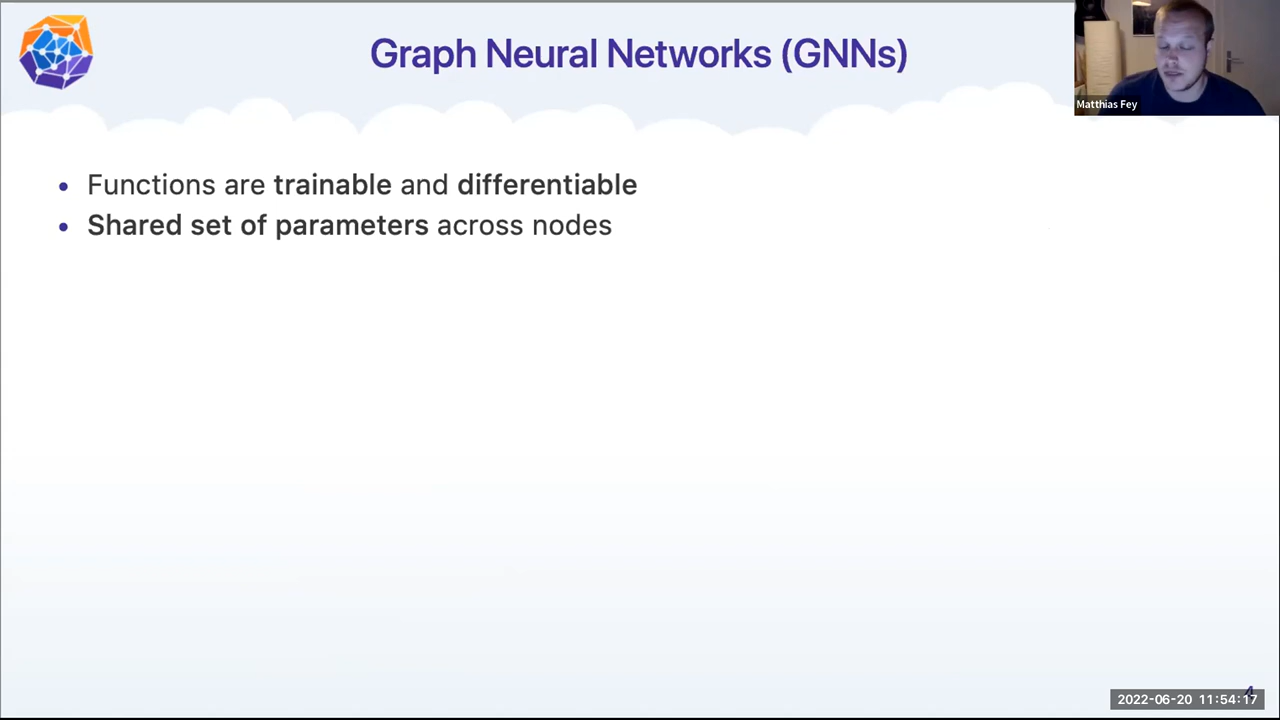 Graph Neural Networks (GNNs)
Matthias Fey
• Functions are trainable and differentiable
• Shared set of parameters across nodes
4
2022-06-20 11:54:17